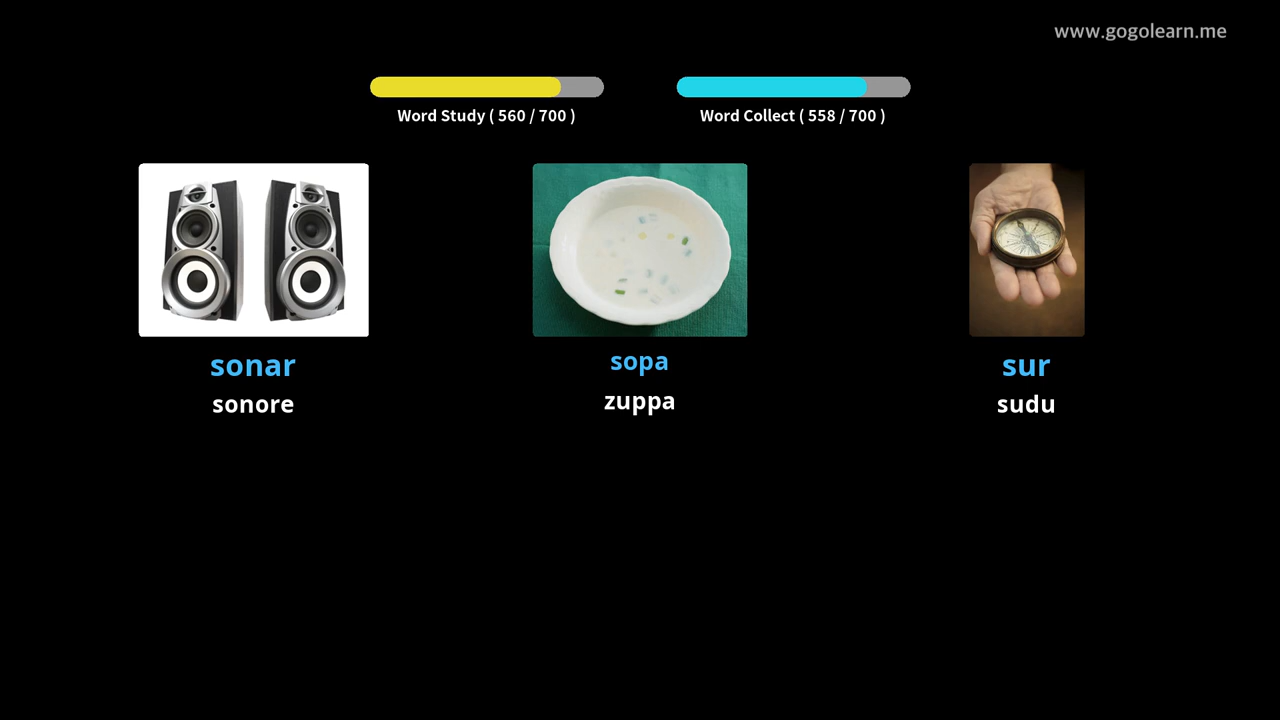 www.gogolearn.me
Word Study ( 560 / 700 )
Word Collect ( 558 / 700 )
sonar
sonore
sopa
zuppa
sur
sudu